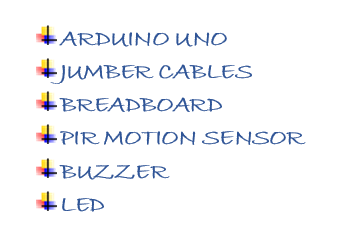 ARDUINO UNO
JUMBER CABLES
BREADBOARD
PIR MOTION SENSOR
BUZZER
LED